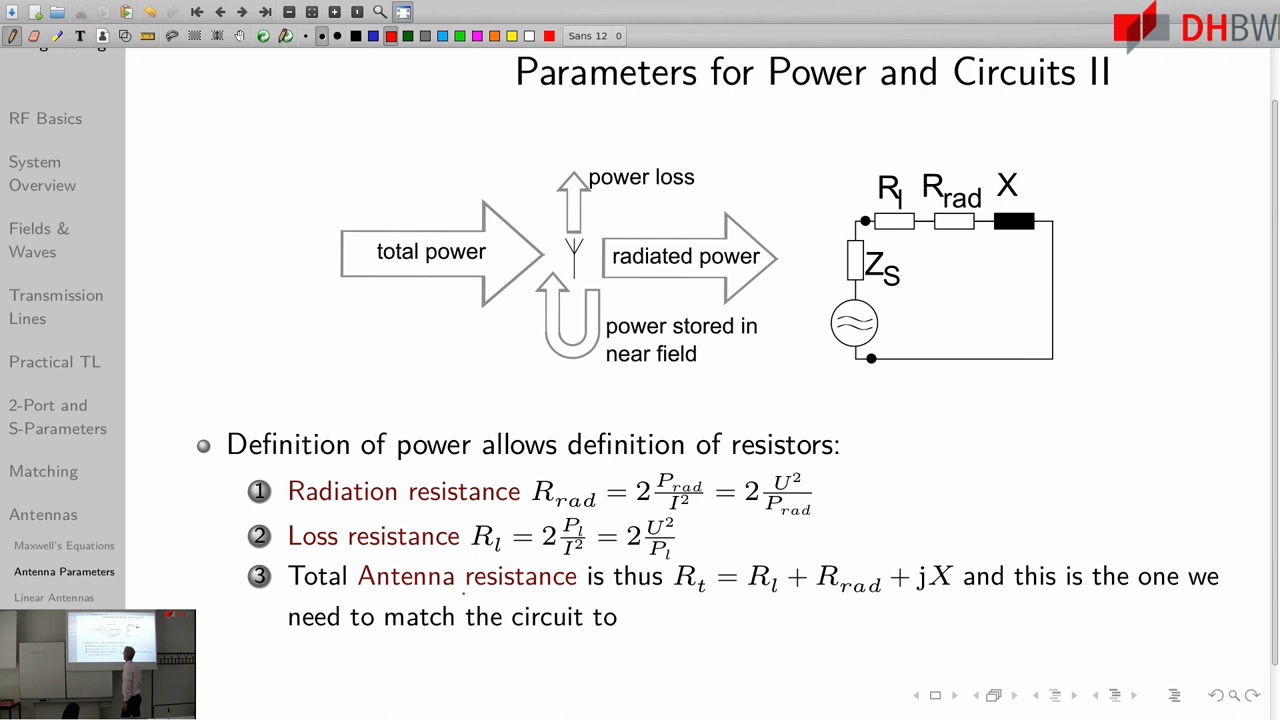 Sans 12 0
DHBW
Parameters for Power and Circuits II
RF Basics
System
Overview
Fields &
Waves
Transmission
Lines
Practical TL
2-Port and
S-Parameters
Matching
Antennas
Maxwell's Equations
Antenna Parameters
Linear Antennas
power loss
total power
radiated power
power stored in
near field
R_l R_rad X
Z_S
Definition of power allows definition of resistors:
1 Radiation resistance R_rad = 2 P_rad/I² = 2 U²/P_rad
2 Loss resistance R_l = 2 P_l/I² = 2 U²/P_l
3 Total Antenna resistance is thus R_t = R_l + R_rad + jX and this is the one we
need to match the circuit to